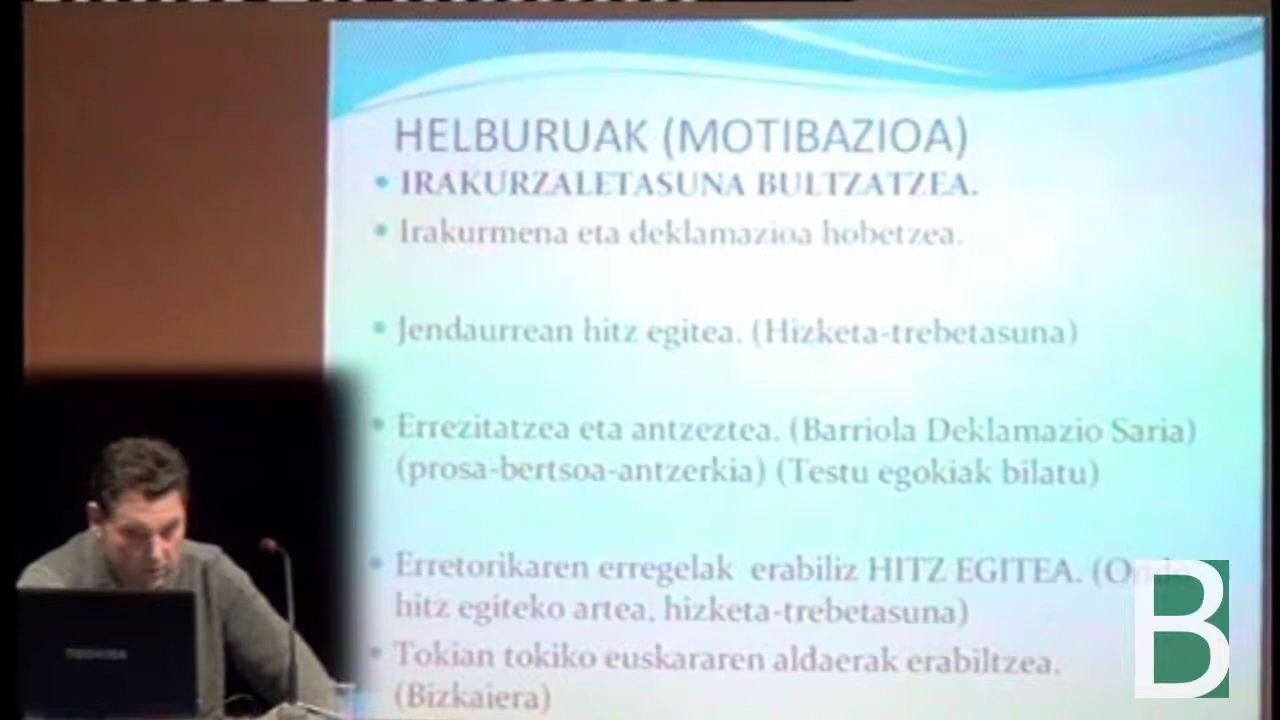 HELBURUAK (MOTIBAZIOA)
• IRAKURZALETASUNA BULTZATZEA.
• Irakurmena eta deklamazioa hobetzea.
• Jendaurrean hitz egitea. (Hizketa-trebetasuna)
• Errezitatzea eta antzeztea. (Barriola Deklamazio Saria)
(prosa-bertsoa-antzerkia) (Testu egokiak bilatu)
• Erretorikaren erregelak erabiliz HITZ EGITEA. (Ondo
hitz egiteko artea, hizketa-trebetasuna)
• Tokian tokiko euskararen aldaerak erabiltzea.
(Bizkaiera)
TOSHIBA
B